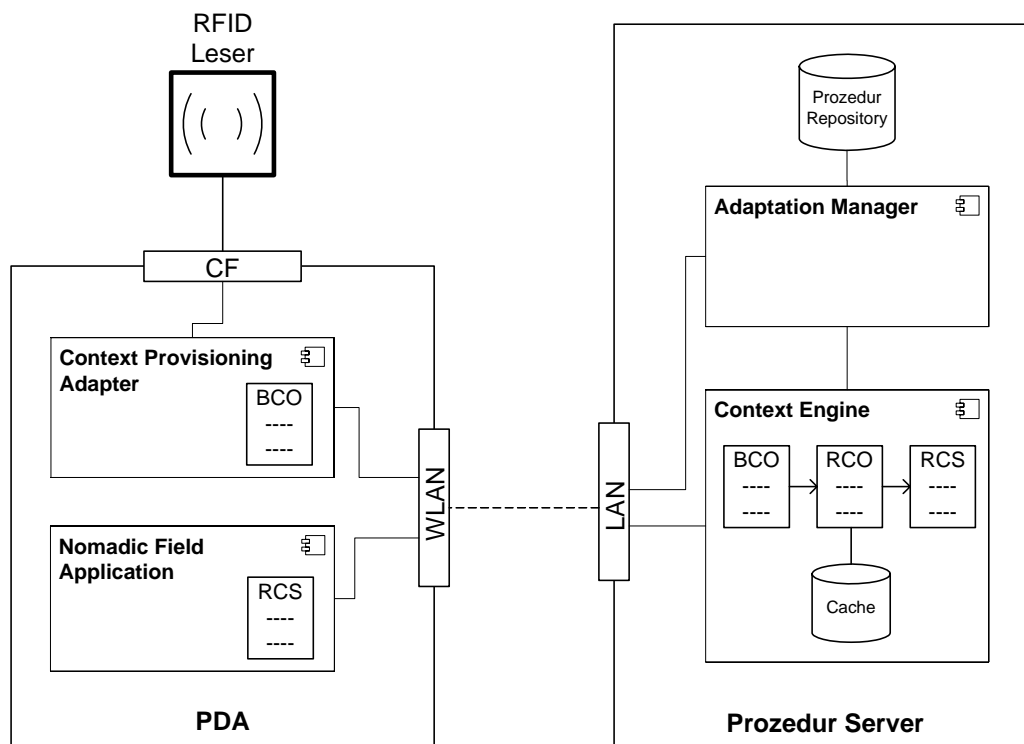 RFID
Leser
CF
Context Provisioning
Adapter
BCO
----
----
Nomadic Field
Application
RCS
----
----
WLAN
PDA
LAN
Prozedur
Repository
Adaptation Manager
Context Engine
BCO RCO RCS
---- ---- ----
---- ---- ----
Cache
Prozedur Server